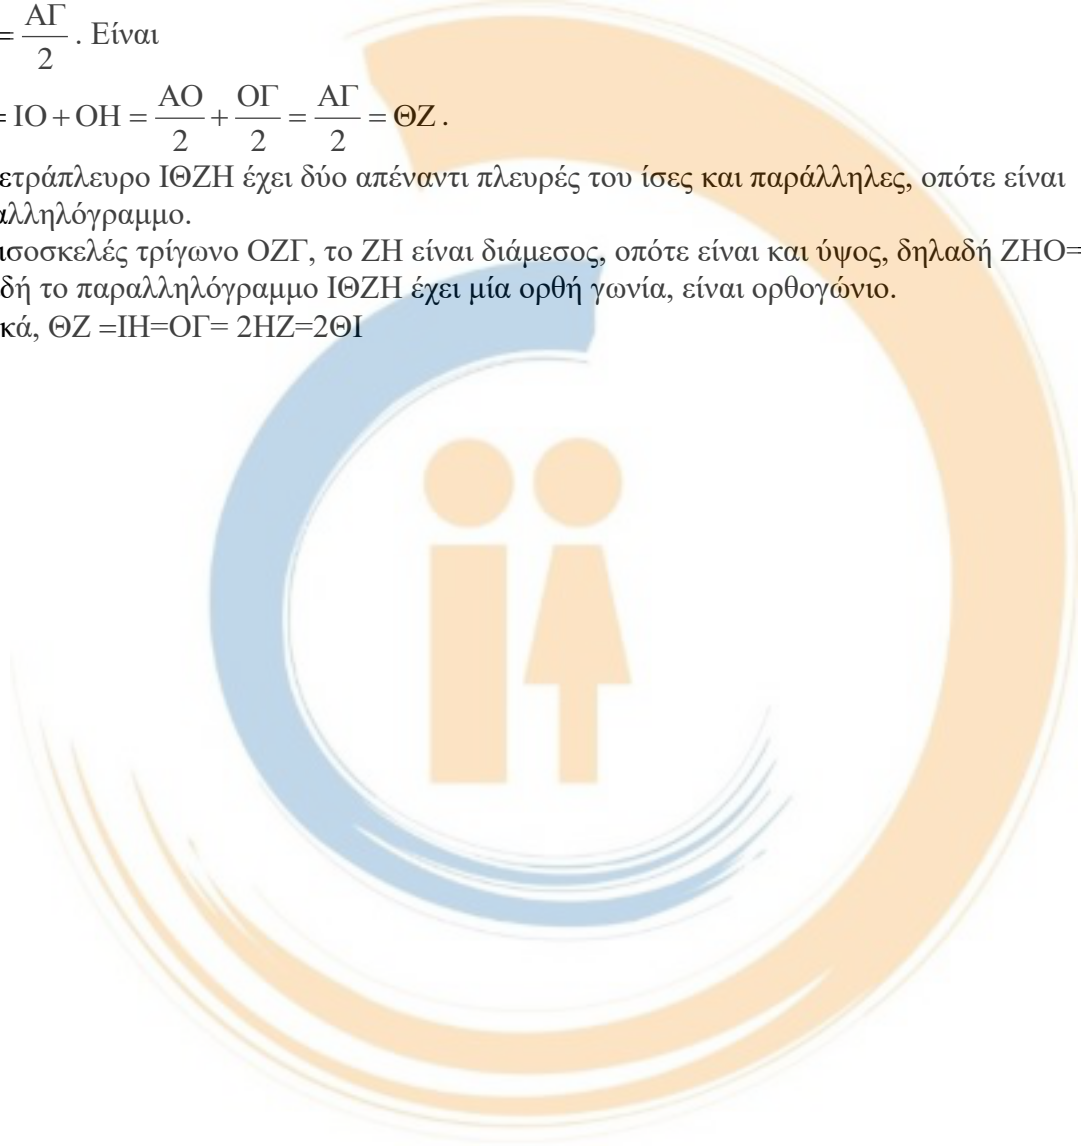 = ΑΓ/2 . Είναι
= ΙΟ + ΟΗ = ΑΟ/2 + ΟΓ/2 = ΑΓ/2 = ΘΖ .
ετράπλευρο ΙΘΖΗ έχει δύο απέναντι πλευρές του ίσες και παράλληλες, οπότε είναι
αλληλόγραμμο.
ισοσκελές τρίγωνο ΟΖΓ, το ΖΗ είναι διάμεσος, οπότε είναι και ύψος, δηλαδή ΖΗΟ=
δή το παραλληλόγραμμο ΙΘΖΗ έχει μία ορθή γωνία, είναι ορθογώνιο.
κά, ΘΖ =ΙΗ=ΟΓ= 2ΗΖ=2ΘΙ